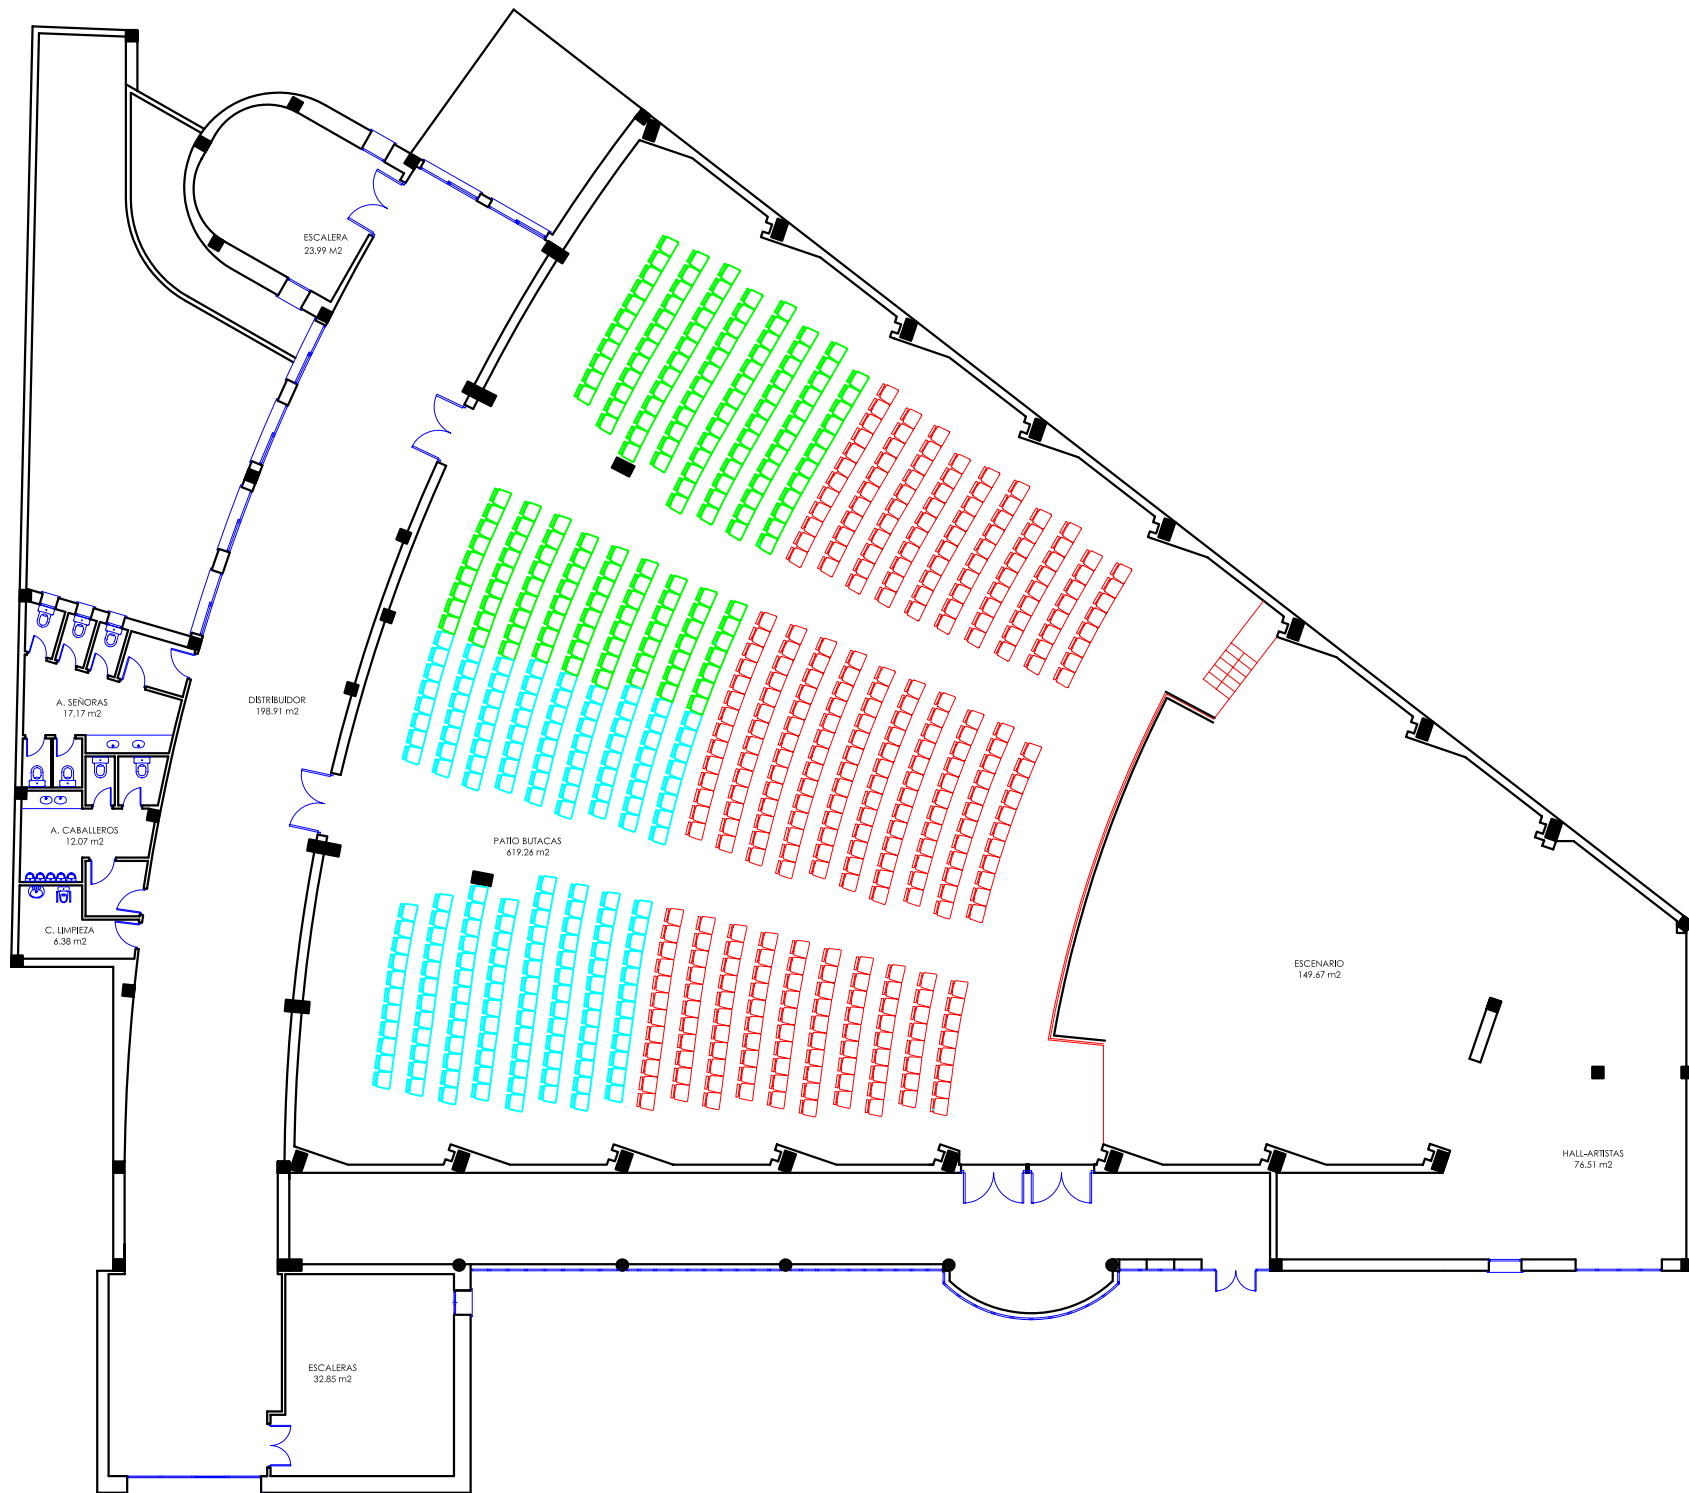 ESCALERA
23.99 M2
A. SEÑORAS
17.17 m2
DISTRIBUIDOR
198.91 m2
A. CABALLEROS
12.07 m2
PATIO BUTACAS
619.26 m2
C. LIMPIEZA
6.38 m2
ESCENARIO
149.67 m2
HALL-ARTISTAS
76.51 m2
ESCALERAS
32.85 m2